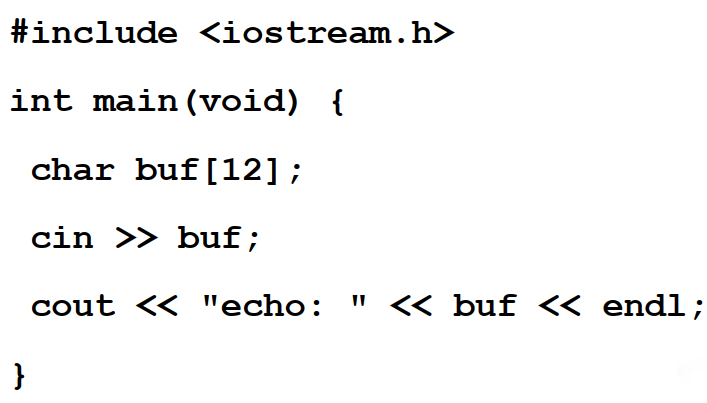 #include <iostream.h>
int main(void) {
char buf[12];
cin >> buf;
cout << "echo: " << buf << endl;
}